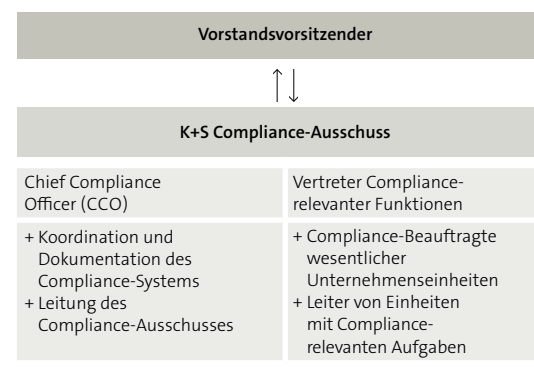 Vorstandsvorsitzender
K+S Compliance-Ausschuss
Chief Compliance
Officer (CCO)
+ Koordination und
Dokumentation des
Compliance-Systems
+ Leitung des
Compliance-Ausschusses
Vertreter Compliance-
relevanter Funktionen
+ Compliance-Beauftragte
wesentlicher
Unternehmenseinheiten
+ Leiter von Einheiten
mit Compliance-
relevanten Aufgaben